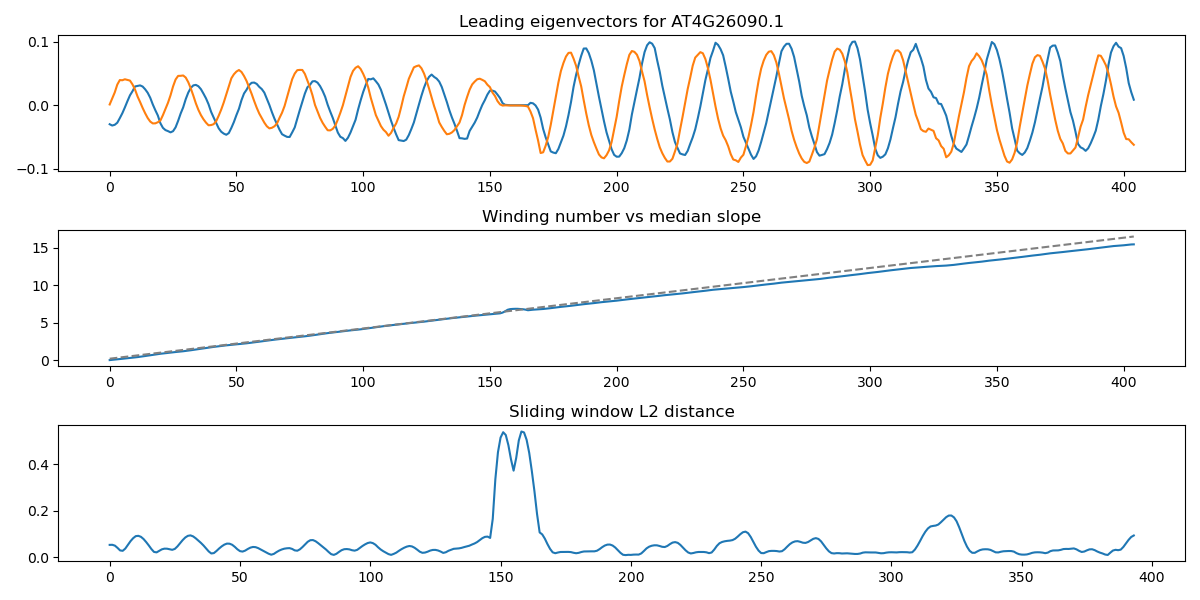 Leading eigenvectors for AT4G26090.1
0.1
0.0
−0.1
0 50 100 150 200 250 300 350 400
Winding number vs median slope
15
10
5
0
0 50 100 150 200 250 300 350 400
Sliding window L2 distance
0.4
0.2
0.0
0 50 100 150 200 250 300 350 400